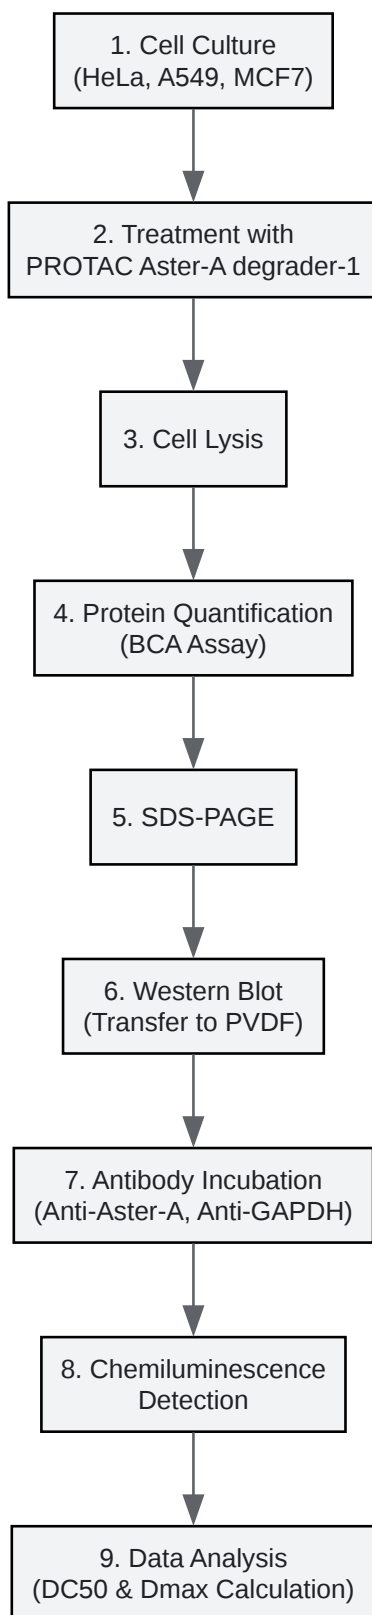 1. Cell Culture
(HeLa, A549, MCF7)
2. Treatment with
PROTAC Aster-A degrader-1
3. Cell Lysis
4. Protein Quantification
(BCA Assay)
5. SDS-PAGE
6. Western Blot
(Transfer to PVDF)
7. Antibody Incubation
(Anti-Aster-A, Anti-GAPDH)
8. Chemiluminescence
Detection
9. Data Analysis
(DC50 & Dmax Calculation)